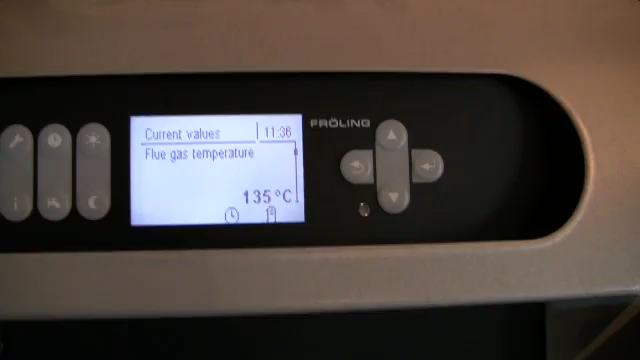 Current values 11:36
FRÖLING
Flue gas temperature
135°C